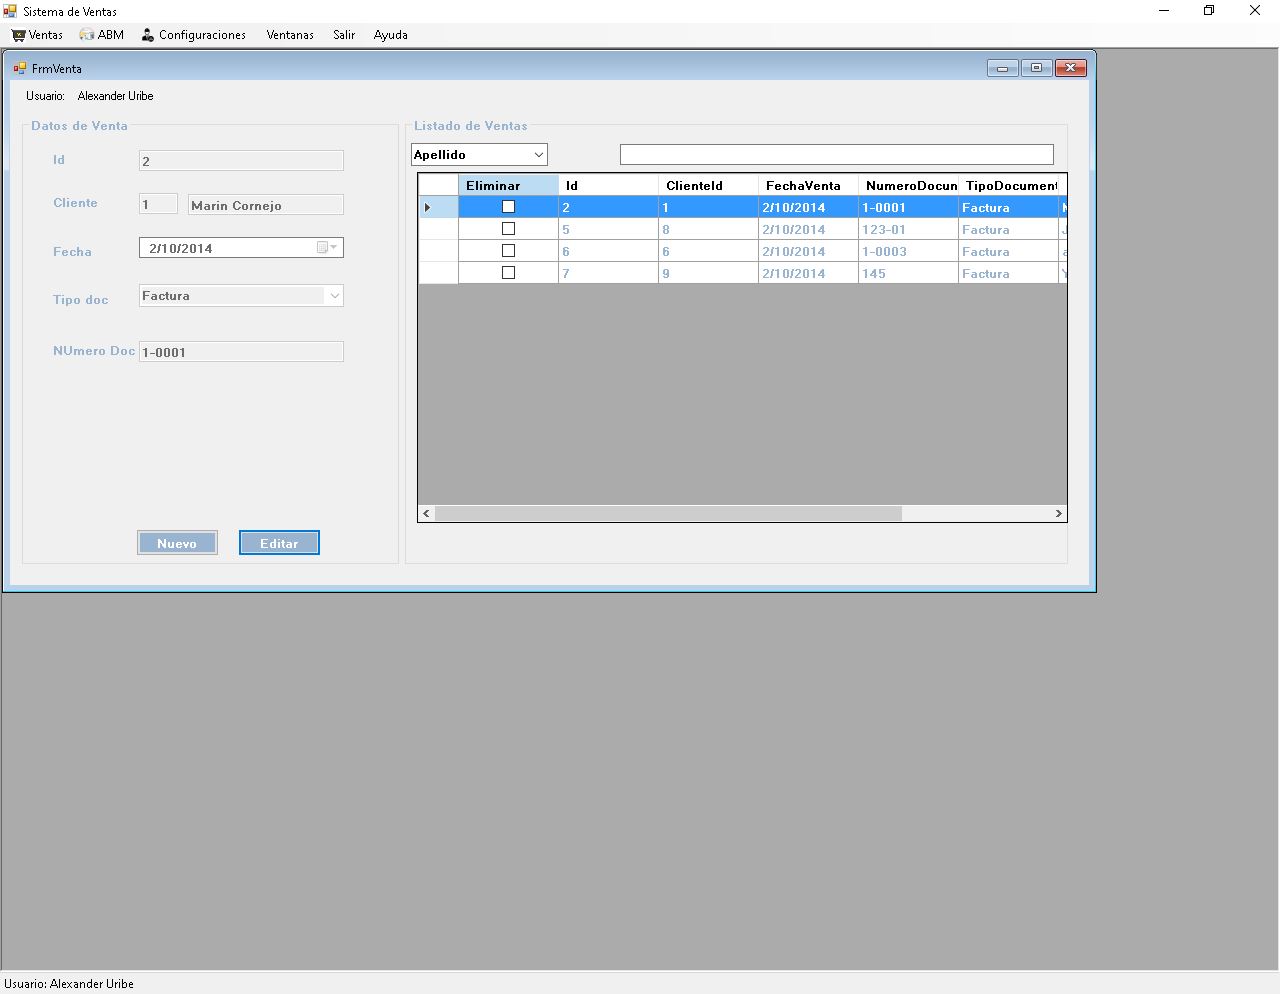 Sistema de Ventas
Ventas ABM Configuraciones Ventanas Salir Ayuda
FrmVenta
Usuario: Alexander Uribe
Datos de Venta
Id 2
Cliente 1 Marin Cornejo
Fecha 2/10/2014
Tipo doc Factura
NUmero Doc 1-0001
Nuevo Editar
Listado de Ventas
Apellido
Eliminar Id ClienteId FechaVenta NumeroDocun TipoDocument
2 1 2/10/2014 1-0001 Factura
5 8 2/10/2014 123-01 Factura
6 6 2/10/2014 1-0003 Factura
7 9 2/10/2014 145 Factura
Usuario: Alexander Uribe